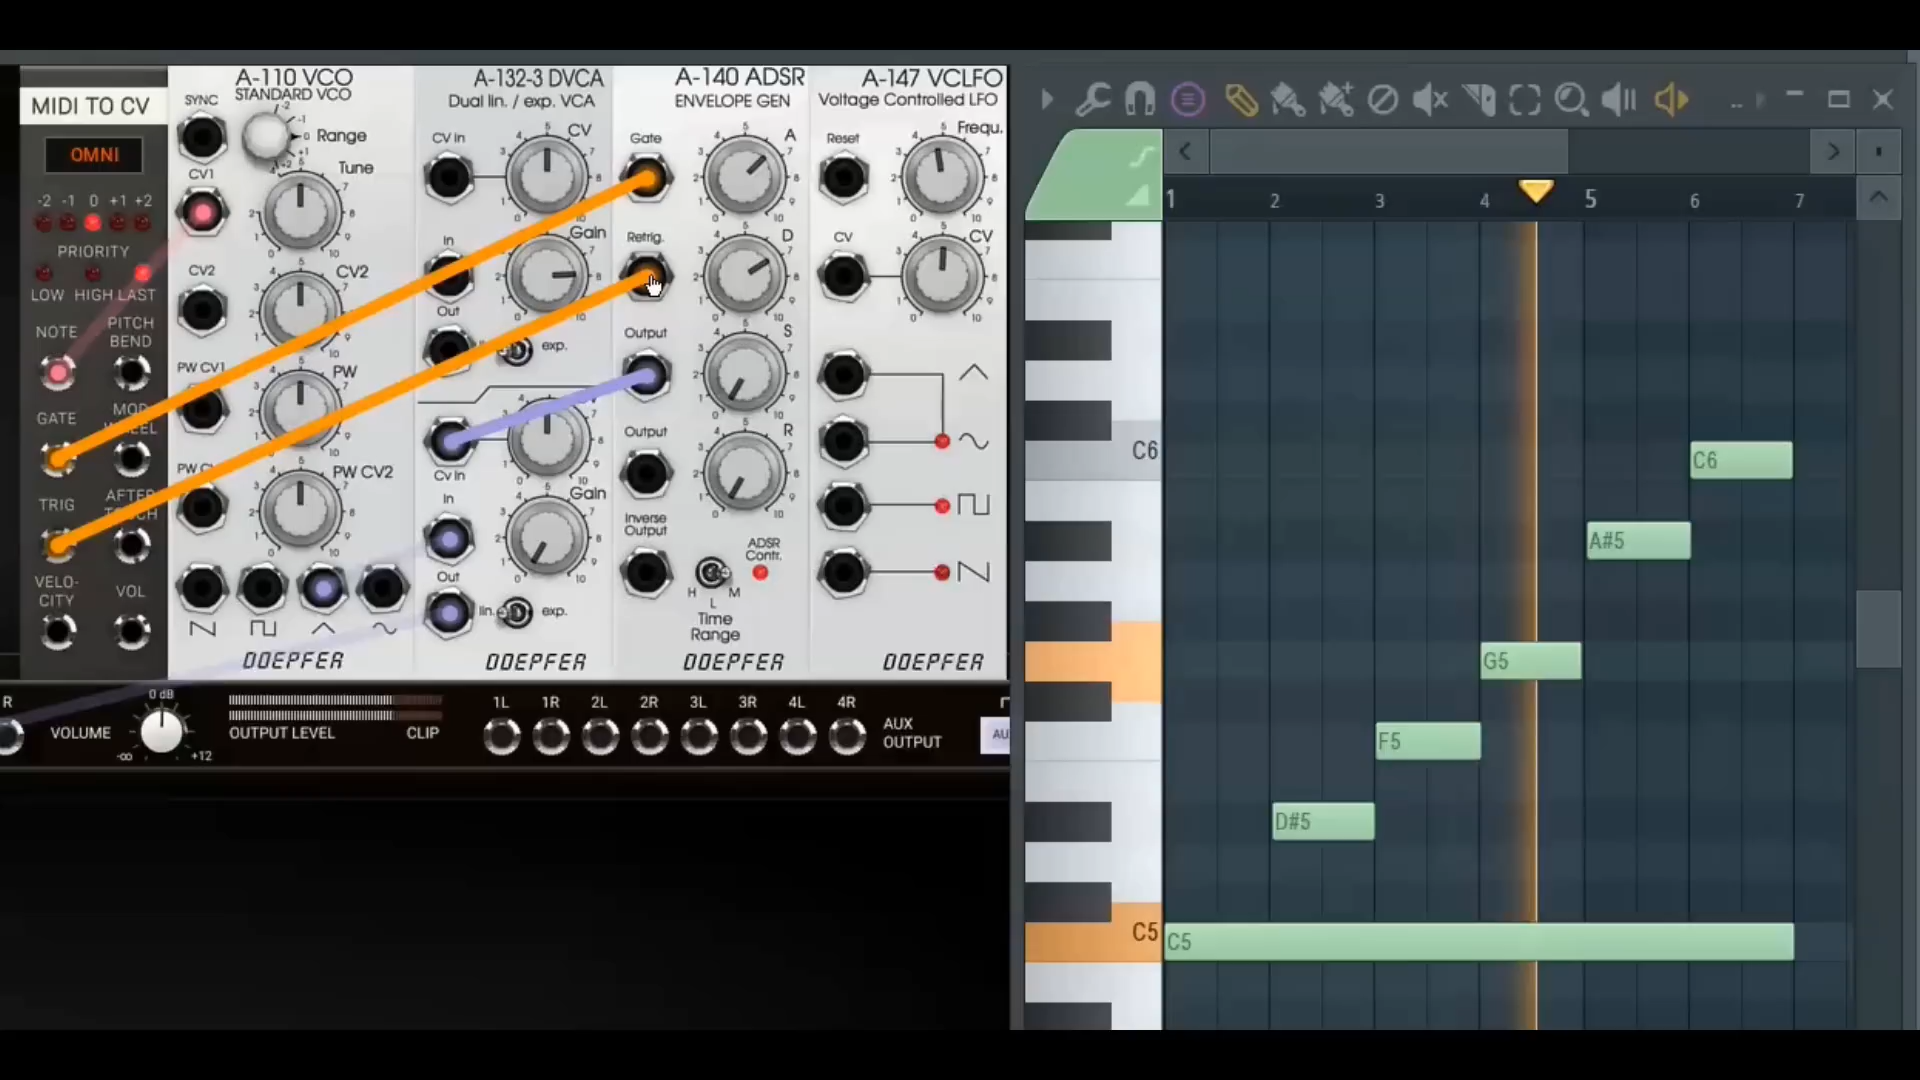 MIDI TO CV
OMNI
-2 -1 0 +1 +2
PRIORITY
LOW HIGH LAST
NOTE
PITCH
BEND
GATE
TRIG
VELO-
CITY
VOL
A-110 VCO
STANDARD VCO
SYNC
Range
-2
-1
0
+1
+2
Tune
CV1
CV2
CV2
PW CV1
PW
PW CV2
DOEPFER
A-132-3 DVCA
Dual lin. / exp. VCA
CV In
CV
In
Gain
Out
exp.
Cv In
In
Gain
Out
lin.
exp.
DOEPFER
A-140 ADSR
ENVELOPE GEN
Gate
A
Retrig.
D
Output
S
Output
R
Inverse
Output
ADSR
Contr.
H
L
M
Time
Range
DOEPFER
A-147 VCLFO
Voltage Controlled LFO
Reset
Frequ.
CV
CV
DOEPFER
R
VOLUME
0 dB
-∞
+12
OUTPUT LEVEL
CLIP
1L 1R 2L 2R 3L 3R 4L 4R
AUX
OUTPUT
AU
1 2 3 4 5 6 7
C6
C6
A#5
G5
F5
D#5
C5
C5